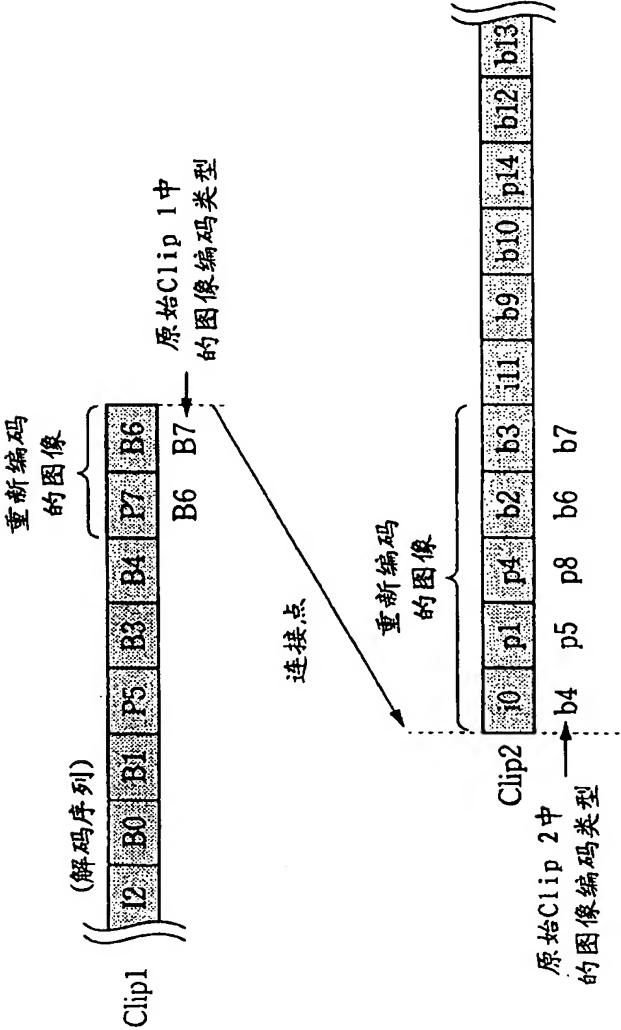 Clip1
(解码序列)
I2 B0 B1 P5 B3 B4 P7 B6
重新编码
的图像
B6 B7
原始Clip 1中
的图像编码类型
连接点
重新编码
的图像
Clip2
i0 p1 p4 b2 b3 i11 b9 b10 p14 b12 b13
b4 p5 p8 b6 b7
原始Clip 2中
的图像编码类型